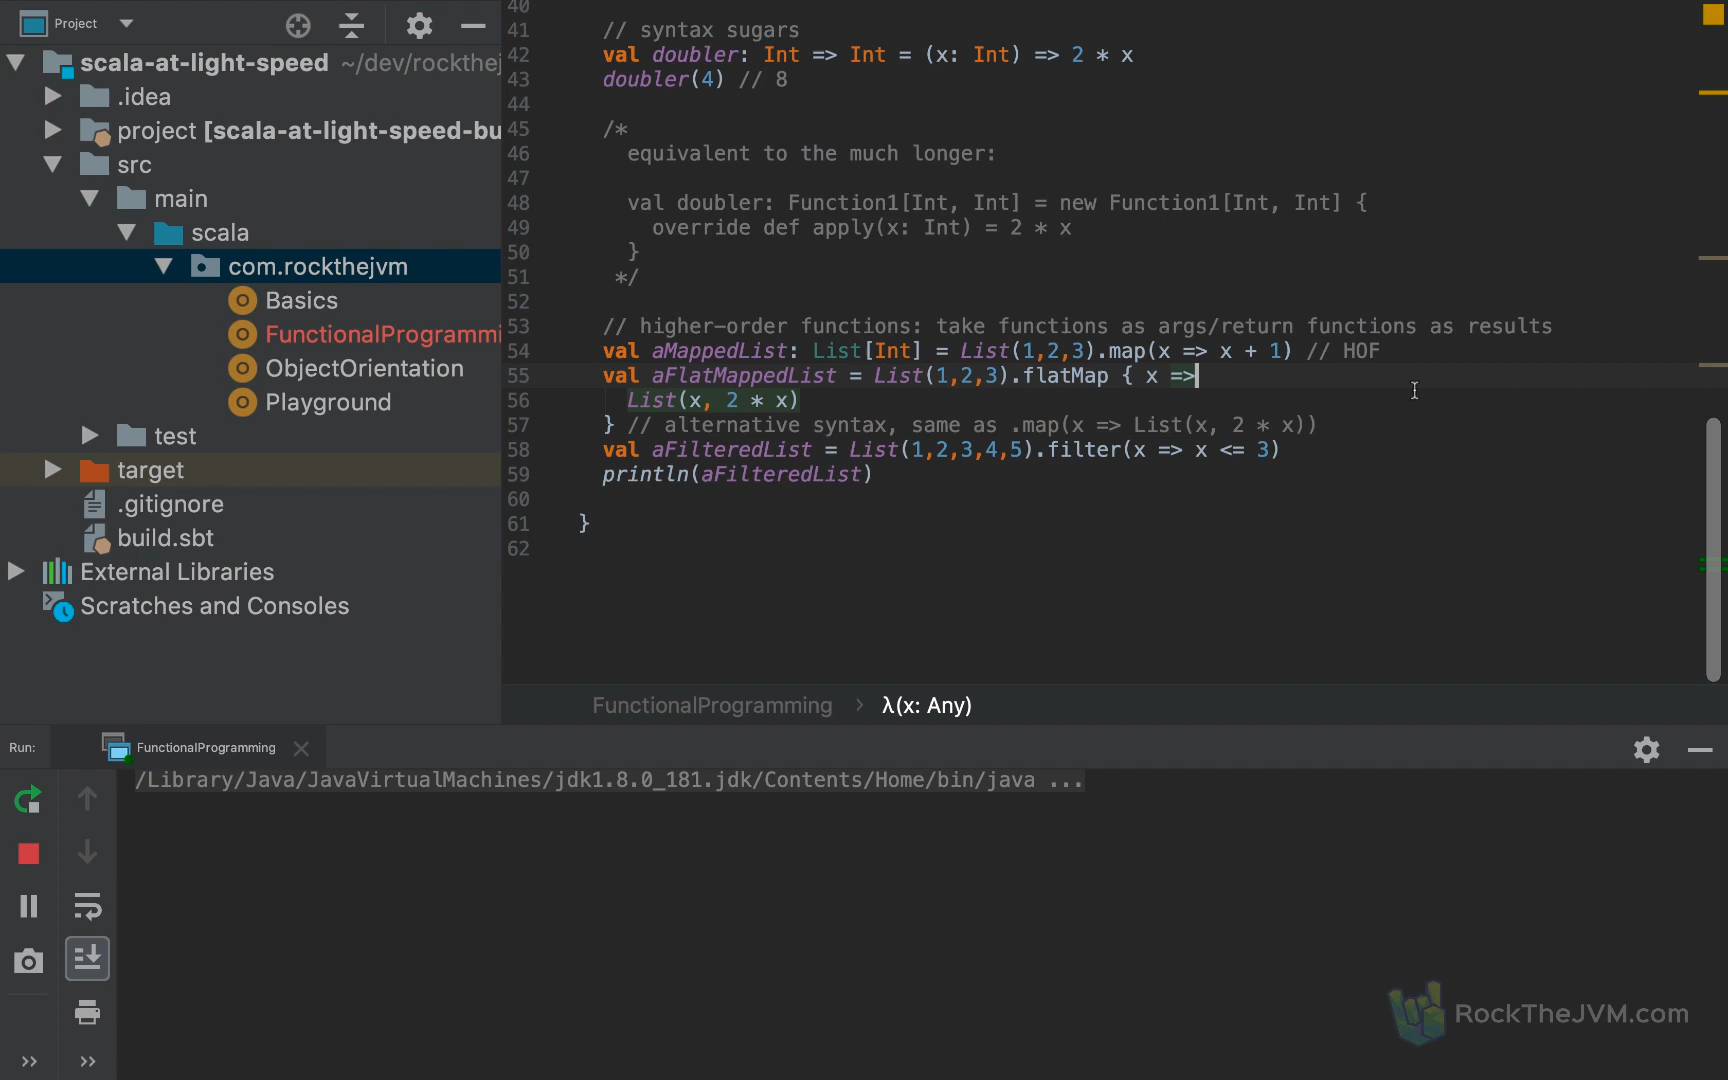 Project
scala-at-light-speed ~/dev/rockthej
.idea
project [scala-at-light-speed-bu
src
main
scala
com.rockthejvm
Basics
FunctionalProgrammi
ObjectOrientation
Playground
test
target
.gitignore
build.sbt
External Libraries
Scratches and Consoles
40
41 // syntax sugars
42 val doubler: Int => Int = (x: Int) => 2 * x
43 doubler(4) // 8
44
45 /*
46 equivalent to the much longer:
47
48 val doubler: Function1[Int, Int] = new Function1[Int, Int] {
49 override def apply(x: Int) = 2 * x
50 }
51 */
52
53 // higher-order functions: take functions as args/return functions as results
54 val aMappedList: List[Int] = List(1,2,3).map(x => x + 1) // HOF
55 val aFlatMappedList = List(1,2,3).flatMap { x =>
56 List(x, 2 * x)
57 } // alternative syntax, same as .map(x => List(x, 2 * x))
58 val aFilteredList = List(1,2,3,4,5).filter(x => x <= 3)
59 println(aFilteredList)
60
61 }
62
FunctionalProgramming > λ(x: Any)
Run: FunctionalProgramming
/Library/Java/JavaVirtualMachines/jdk1.8.0_181.jdk/Contents/Home/bin/java ...
RockTheJVM.com